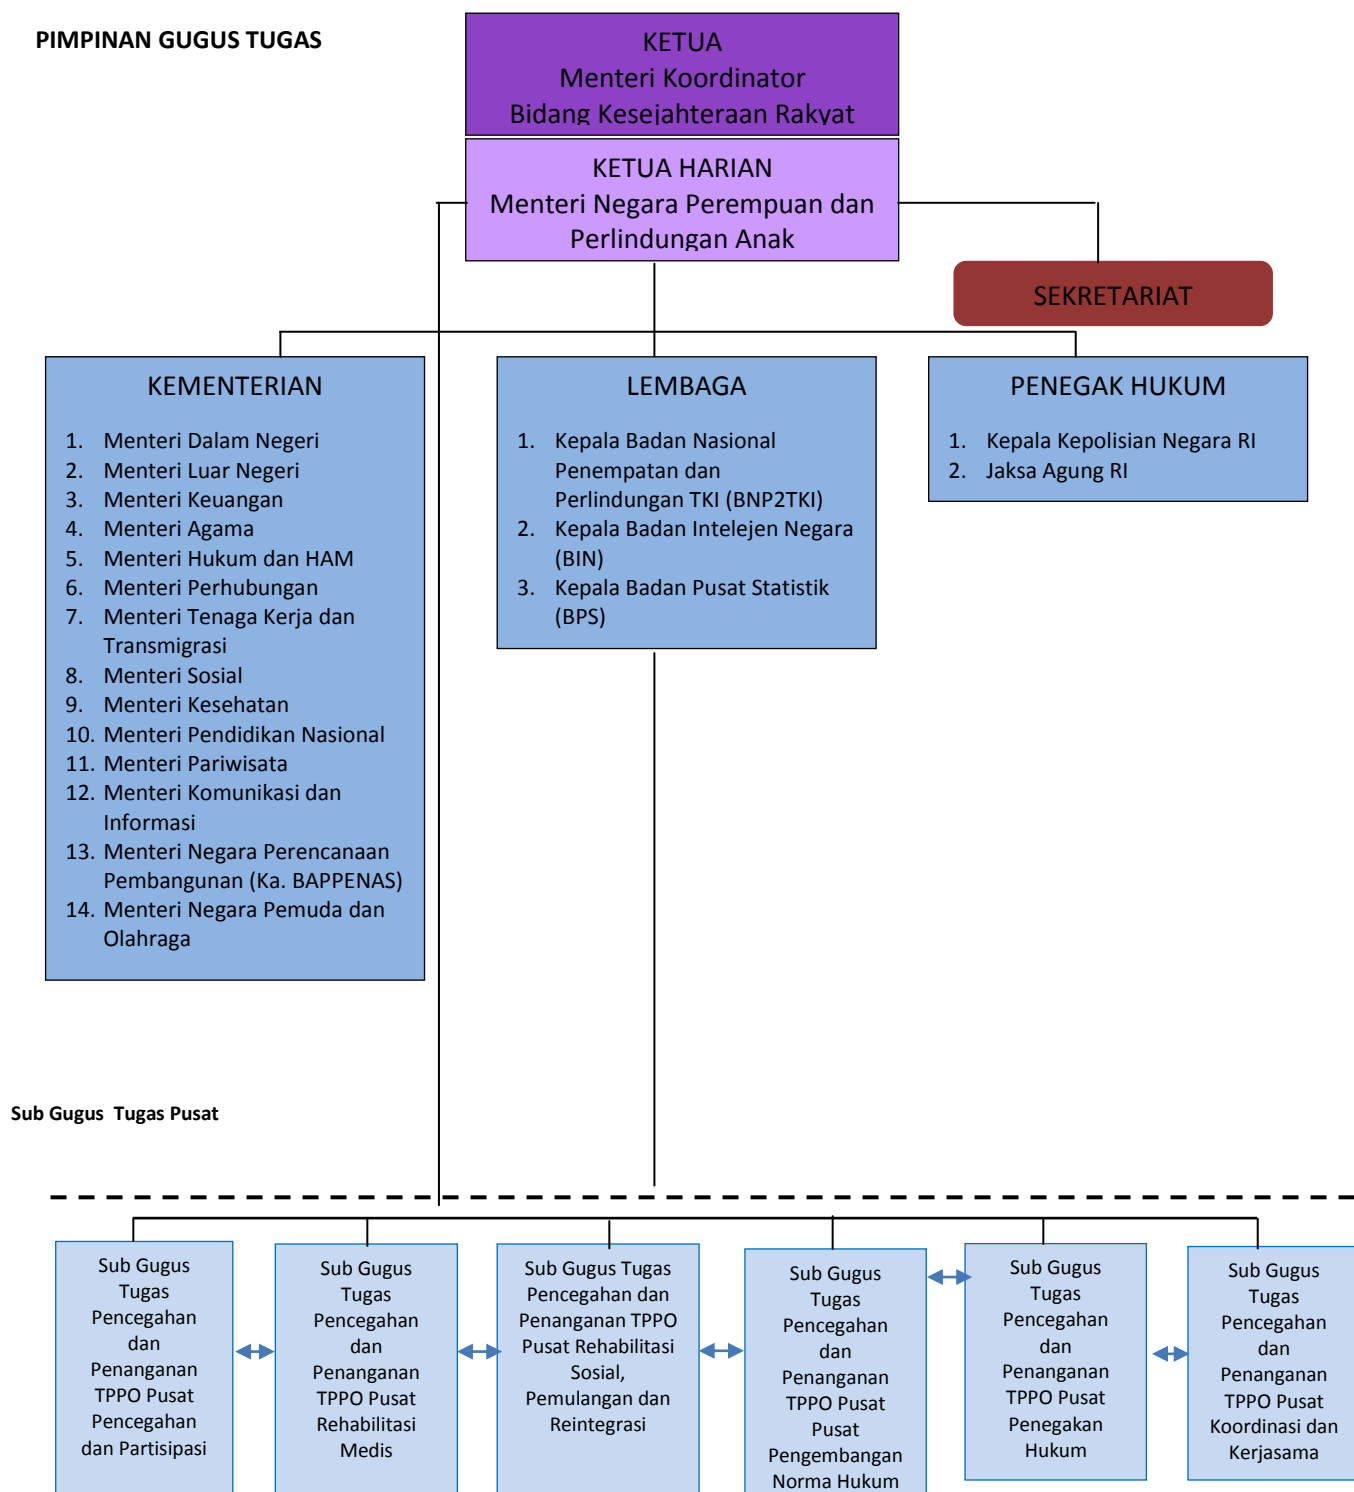 PIMPINAN GUGUS TUGAS
KETUA
Menteri Koordinator
Bidang Kesejahteraan Rakyat
KETUA HARIAN
Menteri Negara Perempuan dan
Perlindungan Anak
SEKRETARIAT
KEMENTERIAN
1. Menteri Dalam Negeri
2. Menteri Luar Negeri
3. Menteri Keuangan
4. Menteri Agama
5. Menteri Hukum dan HAM
6. Menteri Perhubungan
7. Menteri Tenaga Kerja dan
Transmigrasi
8. Menteri Sosial
9. Menteri Kesehatan
10. Menteri Pendidikan Nasional
11. Menteri Pariwisata
12. Menteri Komunikasi dan
Informasi
13. Menteri Negara Perencanaan
Pembangunan (Ka. BAPPENAS)
14. Menteri Negara Pemuda dan
Olahraga
LEMBAGA
1. Kepala Badan Nasional
Penempatan dan
Perlindungan TKI (BNP2TKI)
2. Kepala Badan Intelejen Negara
(BIN)
3. Kepala Badan Pusat Statistik
(BPS)
PENEGAK HUKUM
1. Kepala Kepolisian Negara RI
2. Jaksa Agung RI
Sub Gugus  Tugas Pusat
Sub Gugus
Tugas
Pencegahan
dan
Penanganan
TPPO Pusat
Pencegahan
dan Partisipasi
Sub Gugus
Tugas
Pencegahan
dan
Penanganan
TPPO Pusat
Rehabilitasi
Medis
Sub Gugus Tugas
Pencegahan dan
Penanganan TPPO
Pusat Rehabilitasi
Sosial,
Pemulangan dan
Reintegrasi
Sub Gugus
Tugas
Pencegahan
dan
Penanganan
TPPO Pusat
Pusat
Pengembangan
Norma Hukum
Sub Gugus
Tugas
Pencegahan
dan
Penanganan
TPPO Pusat
Penegakan
Hukum
Sub Gugus
Tugas
Pencegahan
dan
Penanganan
TPPO Pusat
Koordinasi dan
Kerjasama